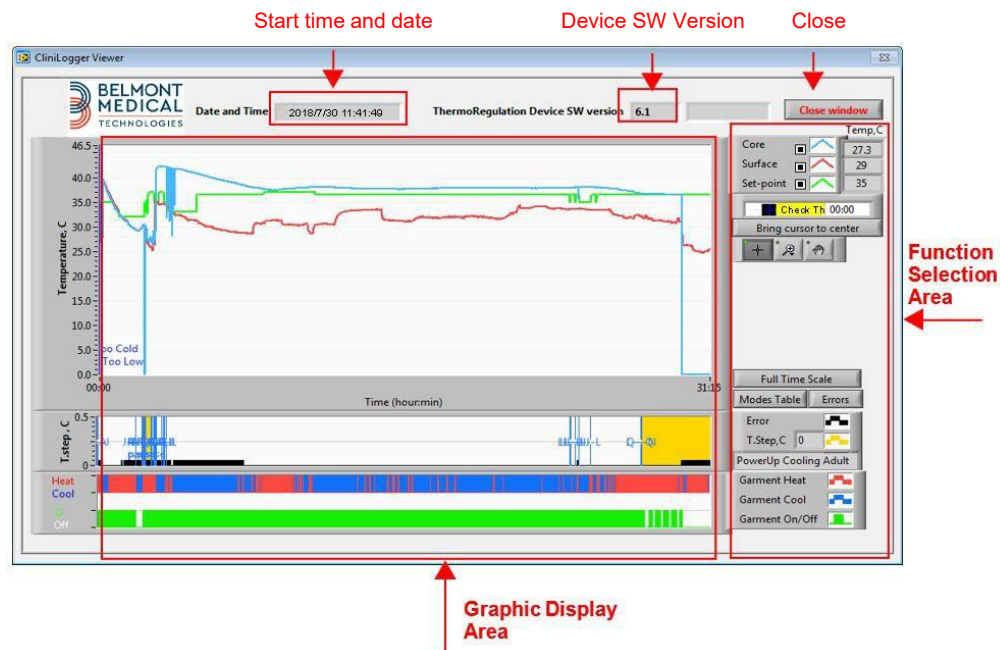 Start time and date
Device SW Version
Close
CliniLogger Viewer
BELMONT
MEDICAL
TECHNOLOGIES
Date and Time
2018/7/30 11:41:49
ThermoRegulation Device SW version
6.1
Close window
Temp,C
Core
27.3
Surface
29
Set-point
35
Check Th 00:00
Bring cursor to center
Function
Selection
Area
Temperature, C
46.5
40.0
35.0
30.0
25.0
20.0
15.0
10.0
5.0
0.0
oo Cold
Too Low
00:00
31:15
Time (hour:min)
Full Time Scale
Modes Table
Errors
T.step, C
0.5
0
Error
T.Step,C 0
PowerUp Cooling Adult
Heat
Cool
Off
Garment Heat
Garment Cool
Garment On/Off
Graphic Display
Area